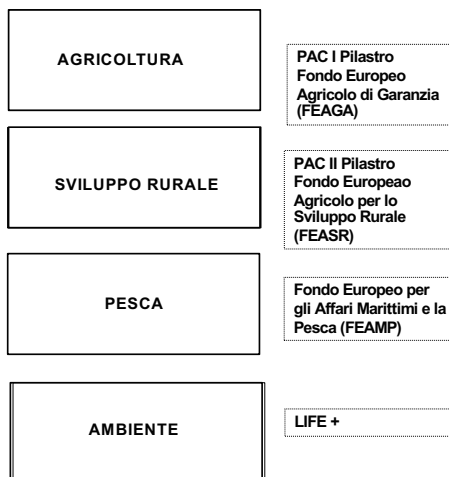 AGRICOLTURA
PAC I Pilastro
Fondo Europeo
Agricolo di Garanzia
(FEAGA)
SVILUPPO RURALE
PAC II Pilastro
Fondo Europeao
Agricolo per lo
Sviluppo Rurale
(FEASR)
PESCA
Fondo Europeo per
gli Affari Marittimi e la
Pesca (FEAMP)
AMBIENTE
LIFE +